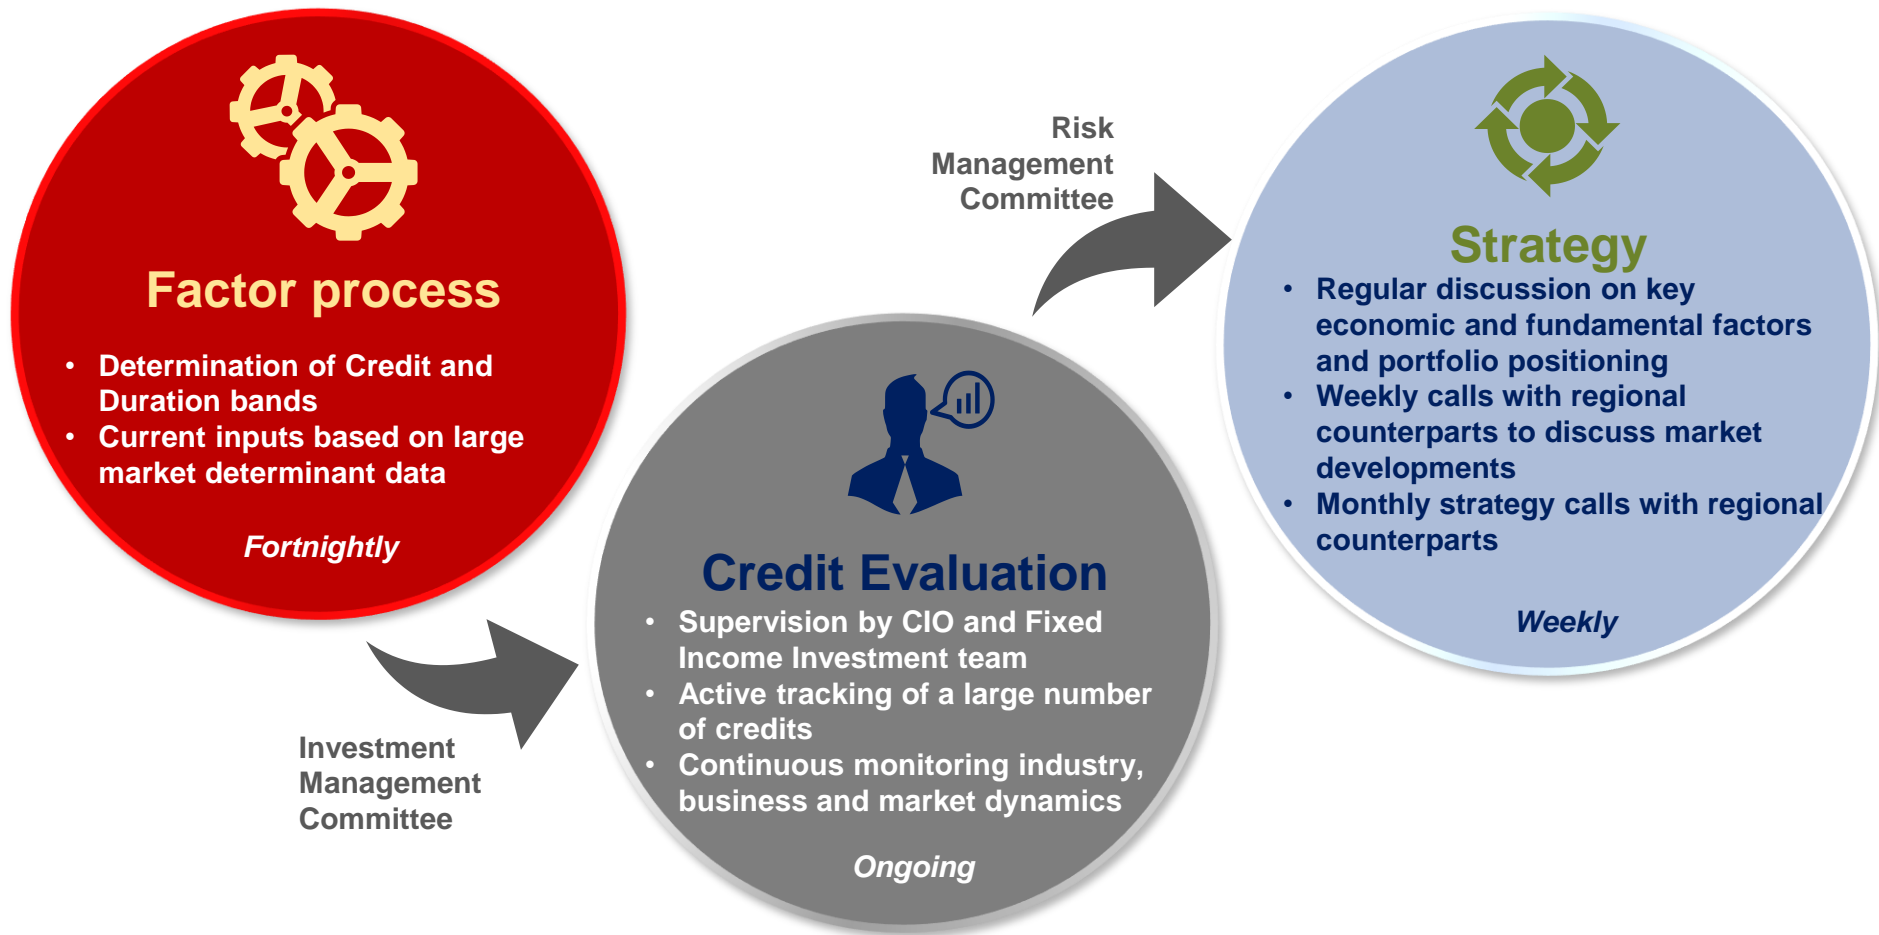 Factor process
• Determination of Credit and
Duration bands
• Current inputs based on large
market determinant data
Fortnightly
Investment
Management
Committee
Credit Evaluation
• Supervision by CIO and Fixed
Income Investment team
• Active tracking of a large number
of credits
• Continuous monitoring industry,
business and market dynamics
Ongoing
Risk
Management
Committee
Strategy
• Regular discussion on key
economic and fundamental factors
and portfolio positioning
• Weekly calls with regional
counterparts to discuss market
developments
• Monthly strategy calls with regional
counterparts
Weekly